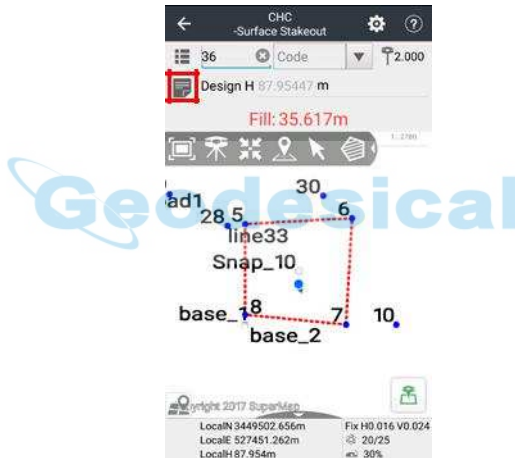 CHC
-Surface Stakeout
36 Code 2.000
Design H 87.95447 m
Fill: 35.617m
1: 2780
30
ad1
28 5 6
line33
Snap_10
base_1 8 7 10
base_2
Geodesical
Copyright 2017 SuperMap
LocalN 3449502.656m Fix H0.016 V0.024
LocalE 527451.262m 20/25
LocalH 87.954m 30%